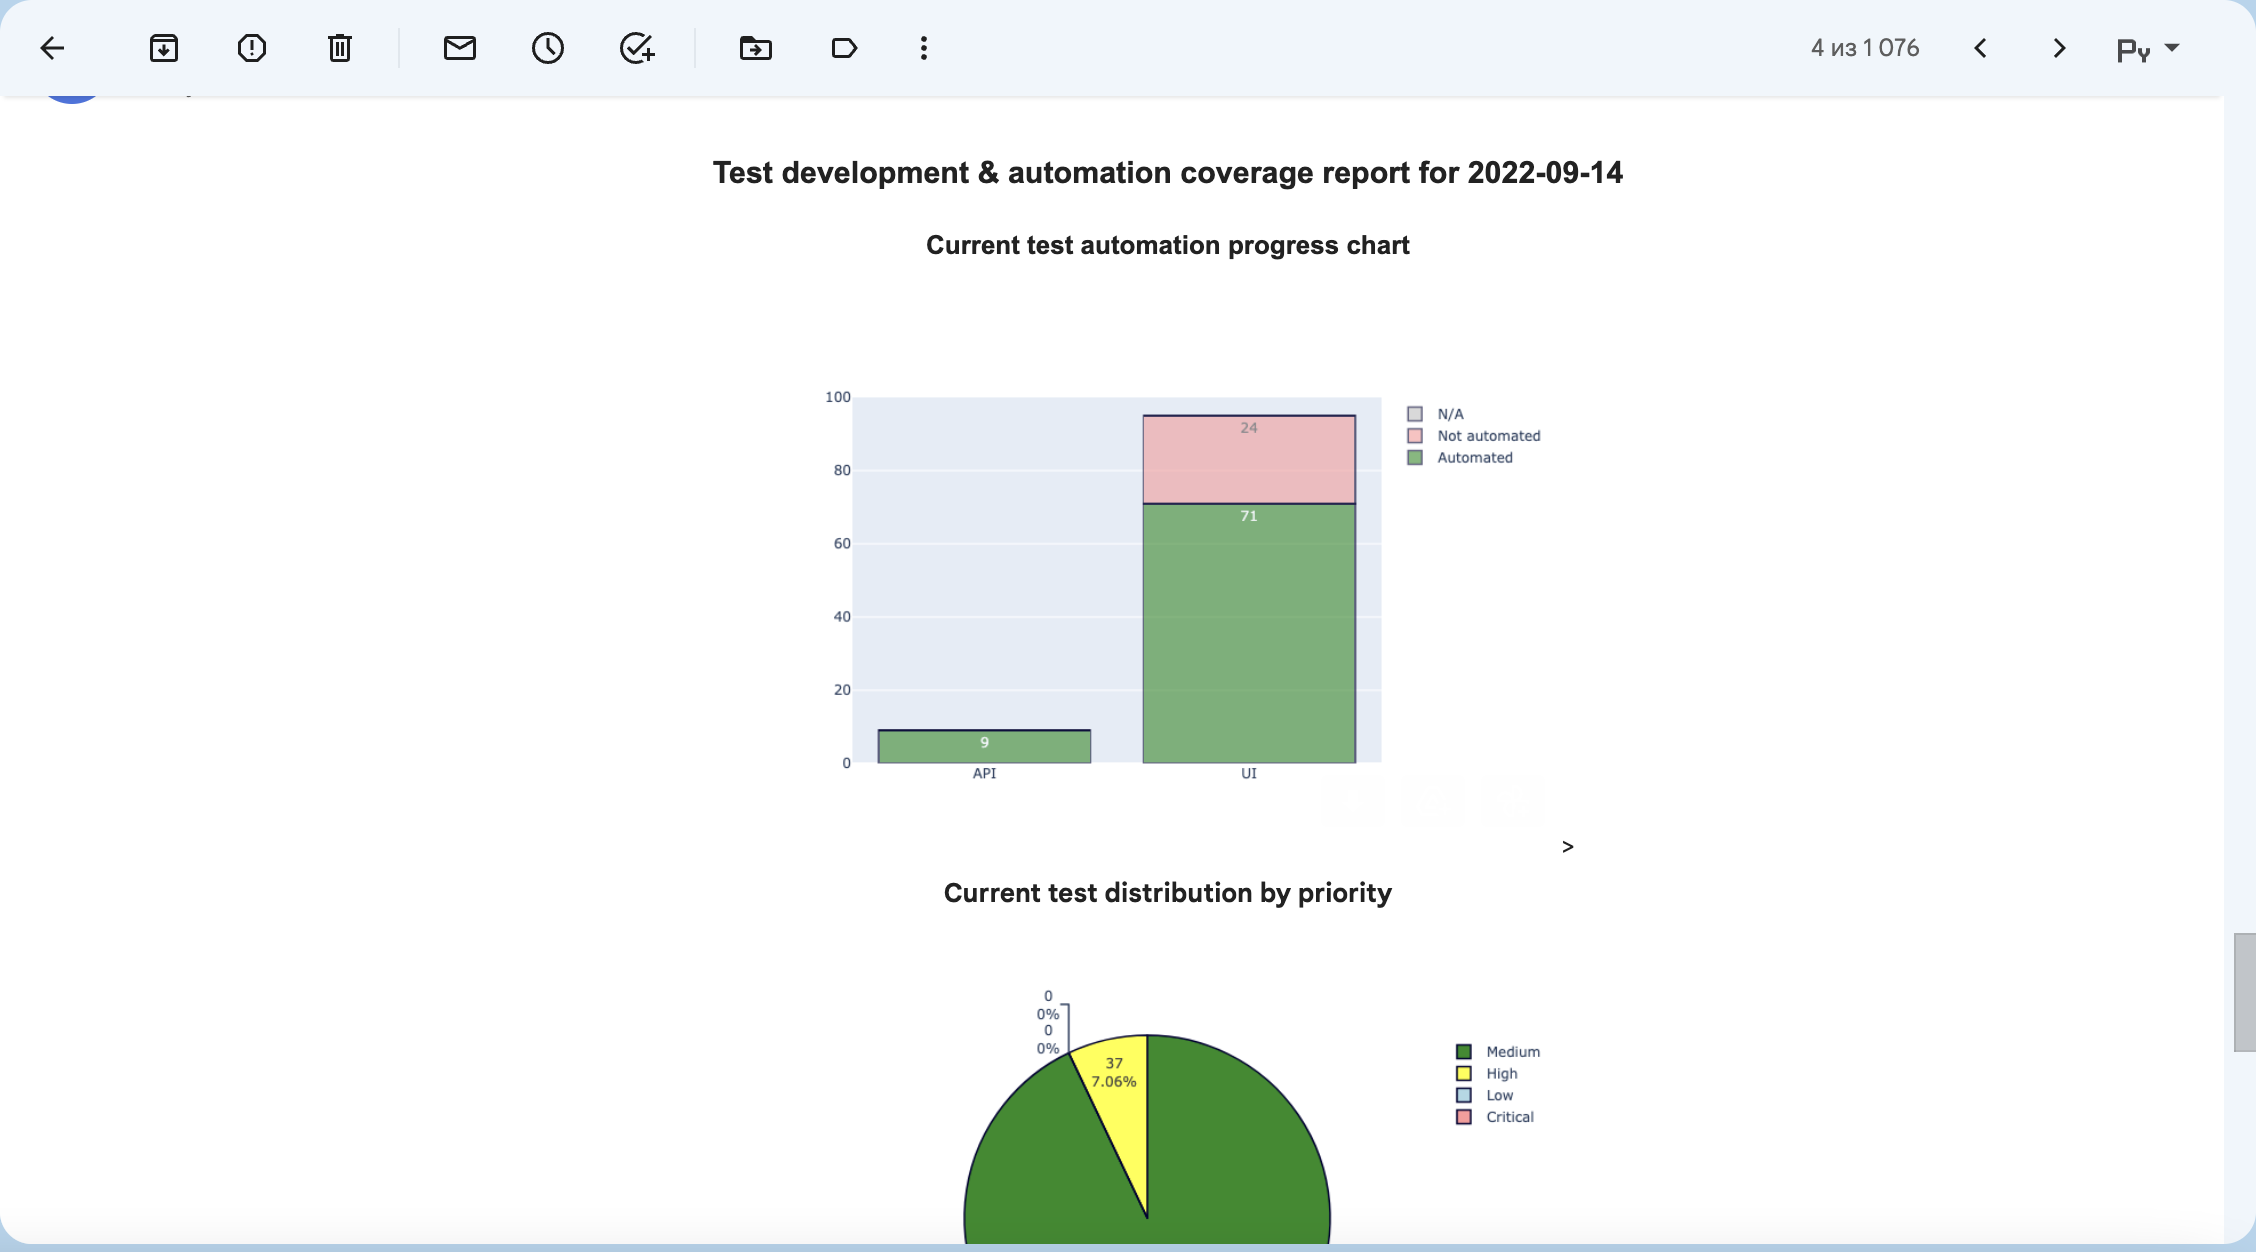 4 из 1 076
Ру
Test development & automation coverage report for 2022-09-14
Current test automation progress chart
100
80
60
40
20
0
24
71
9
API
UI
N/A
Not automated
Automated
>
Current test distribution by priority
0
0%
0
0%
37
7.06%
Medium
High
Low
Critical